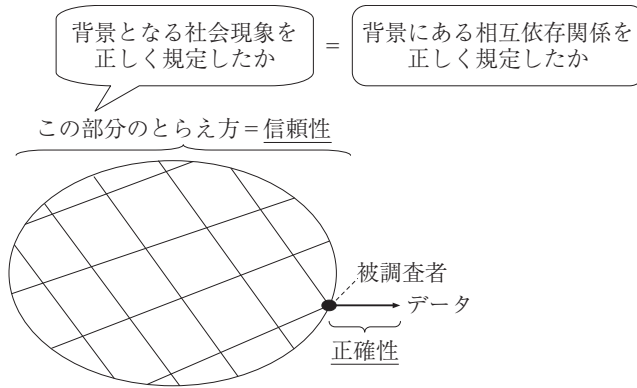 背景となる社会現象を
正しく規定したか
=
背景にある相互依存関係を
正しく規定したか
この部分のとらえ方=信頼性
被調査者
データ
正確性